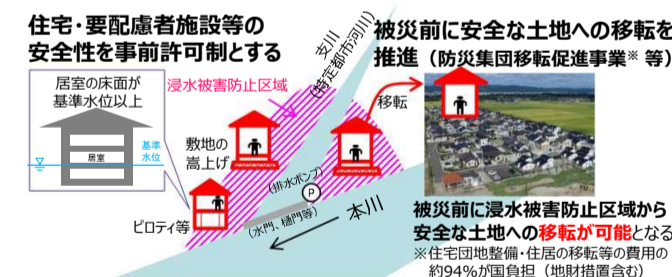 住宅・要配慮者施設等の
安全性を事前許可制とする
居室の床面が
基準水位以上
居室
基準
水位
浸水被害防止区域
敷地の
嵩上げ
ピロティ等
支川
(特定都市河川)
(排水ポンプ)
P
(水門、樋門等)
本川
移転
被災前に安全な土地への移転を
推進（防災集団移転促進事業※ 等）
被災前に浸水被害防止区域から
安全な土地への移転が可能となる
※住宅団地整備・住居の移転等の費用の
約94％が国負担（地財措置含む）